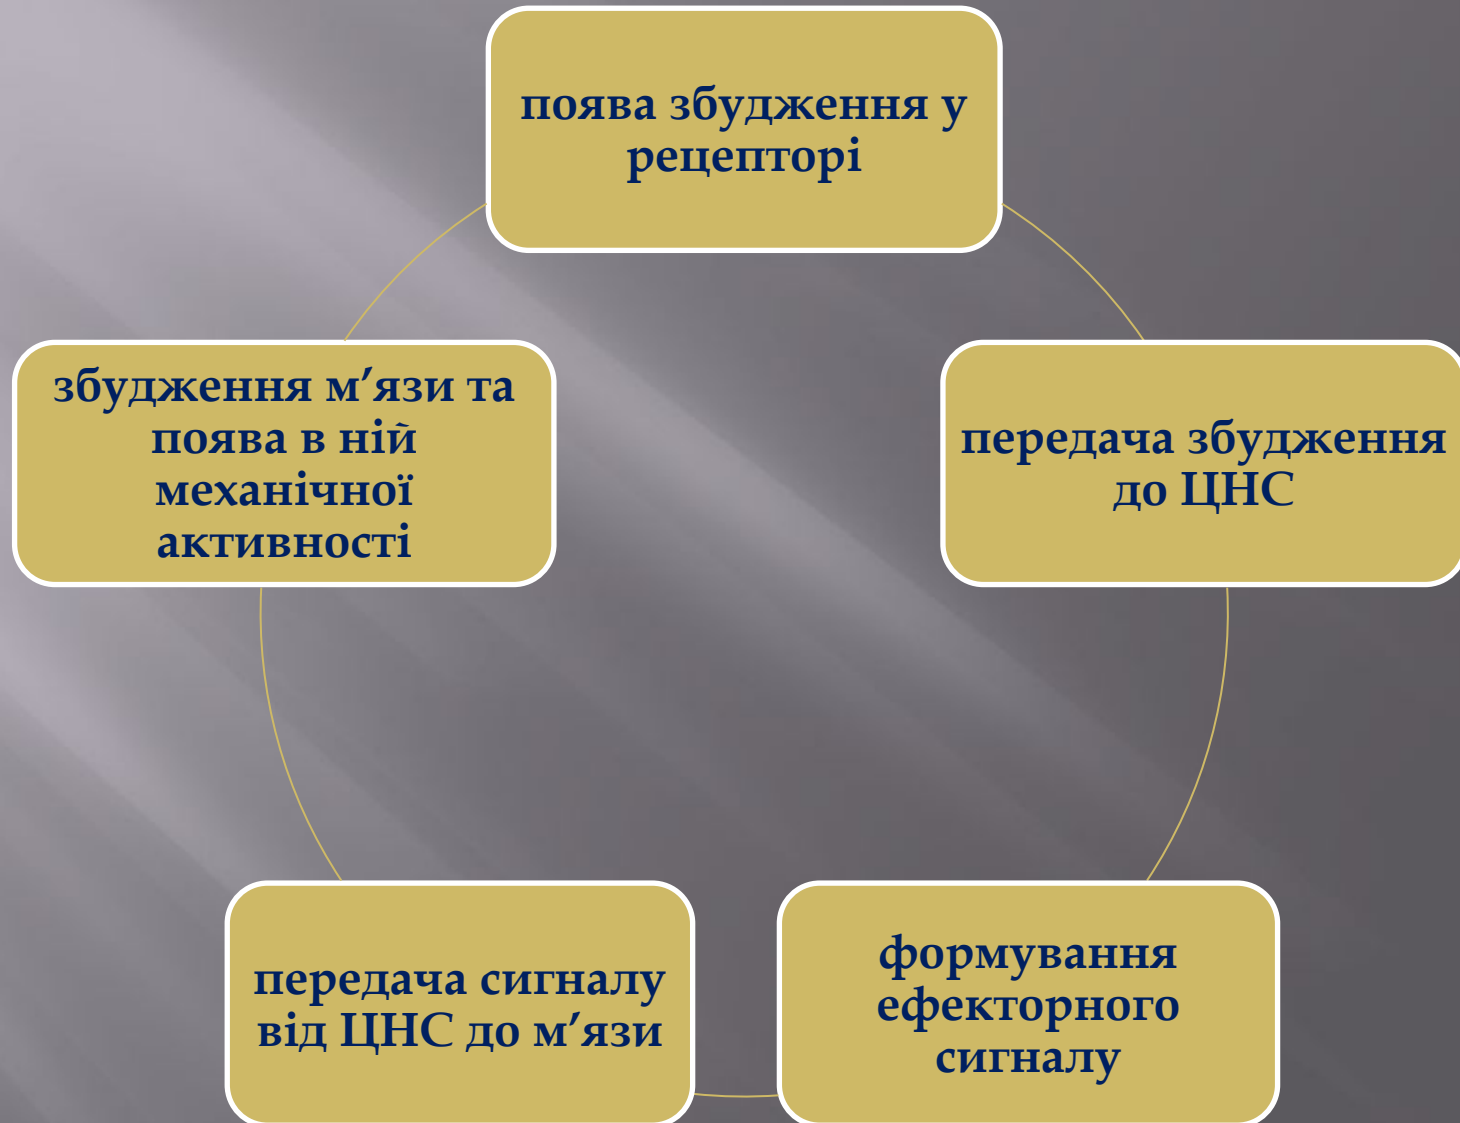 поява збудження у
рецепторі
передача збудження
до ЦНС
формування
ефекторного
сигналу
передача сигналу
від ЦНС до м’язи
збудження м’язи та
поява в ній
механічної
активності